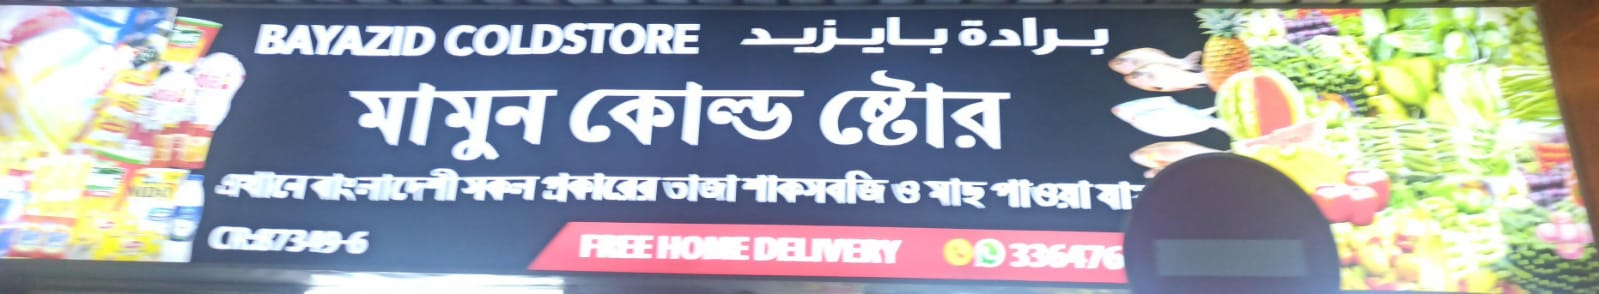 BAYAZID COLDSTORE برادة بايزيد
মামুন কোল্ড ষ্টোর
এখানে বাংলাদেশী সকল প্রকারের তাজা শাকসবজি ও মাছ পাওয়া
CR:87349-6
FREE HOME DELIVERY 336476